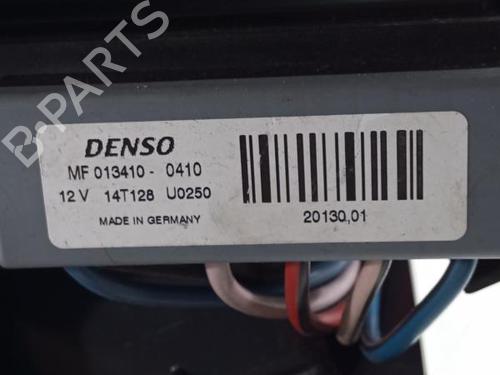 DENSO
MF 013410 - 0410
12 V 14T128 U0250
MADE IN GERMANY
20130,01
B-PARTS